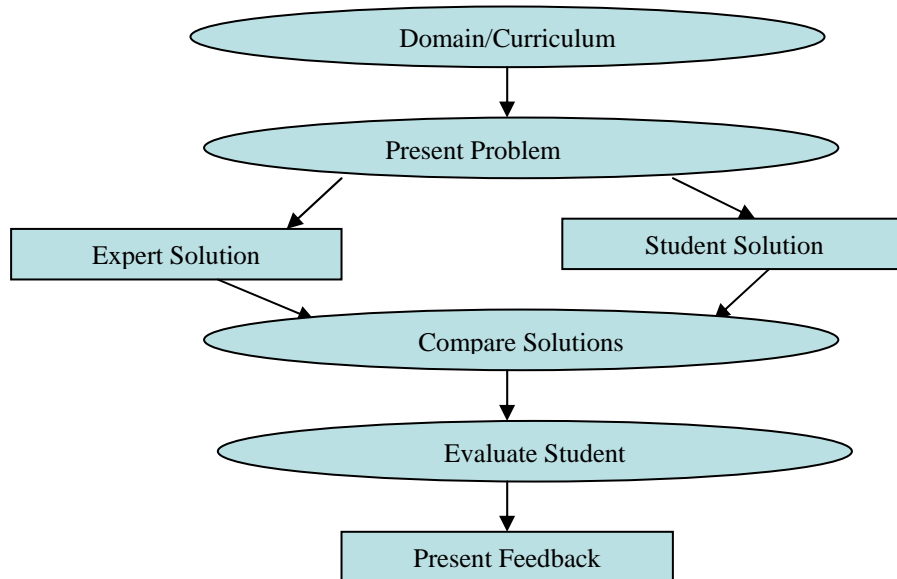 Domain/Curriculum
Present Problem
Expert Solution
Student Solution
Compare Solutions
Evaluate Student
Present Feedback